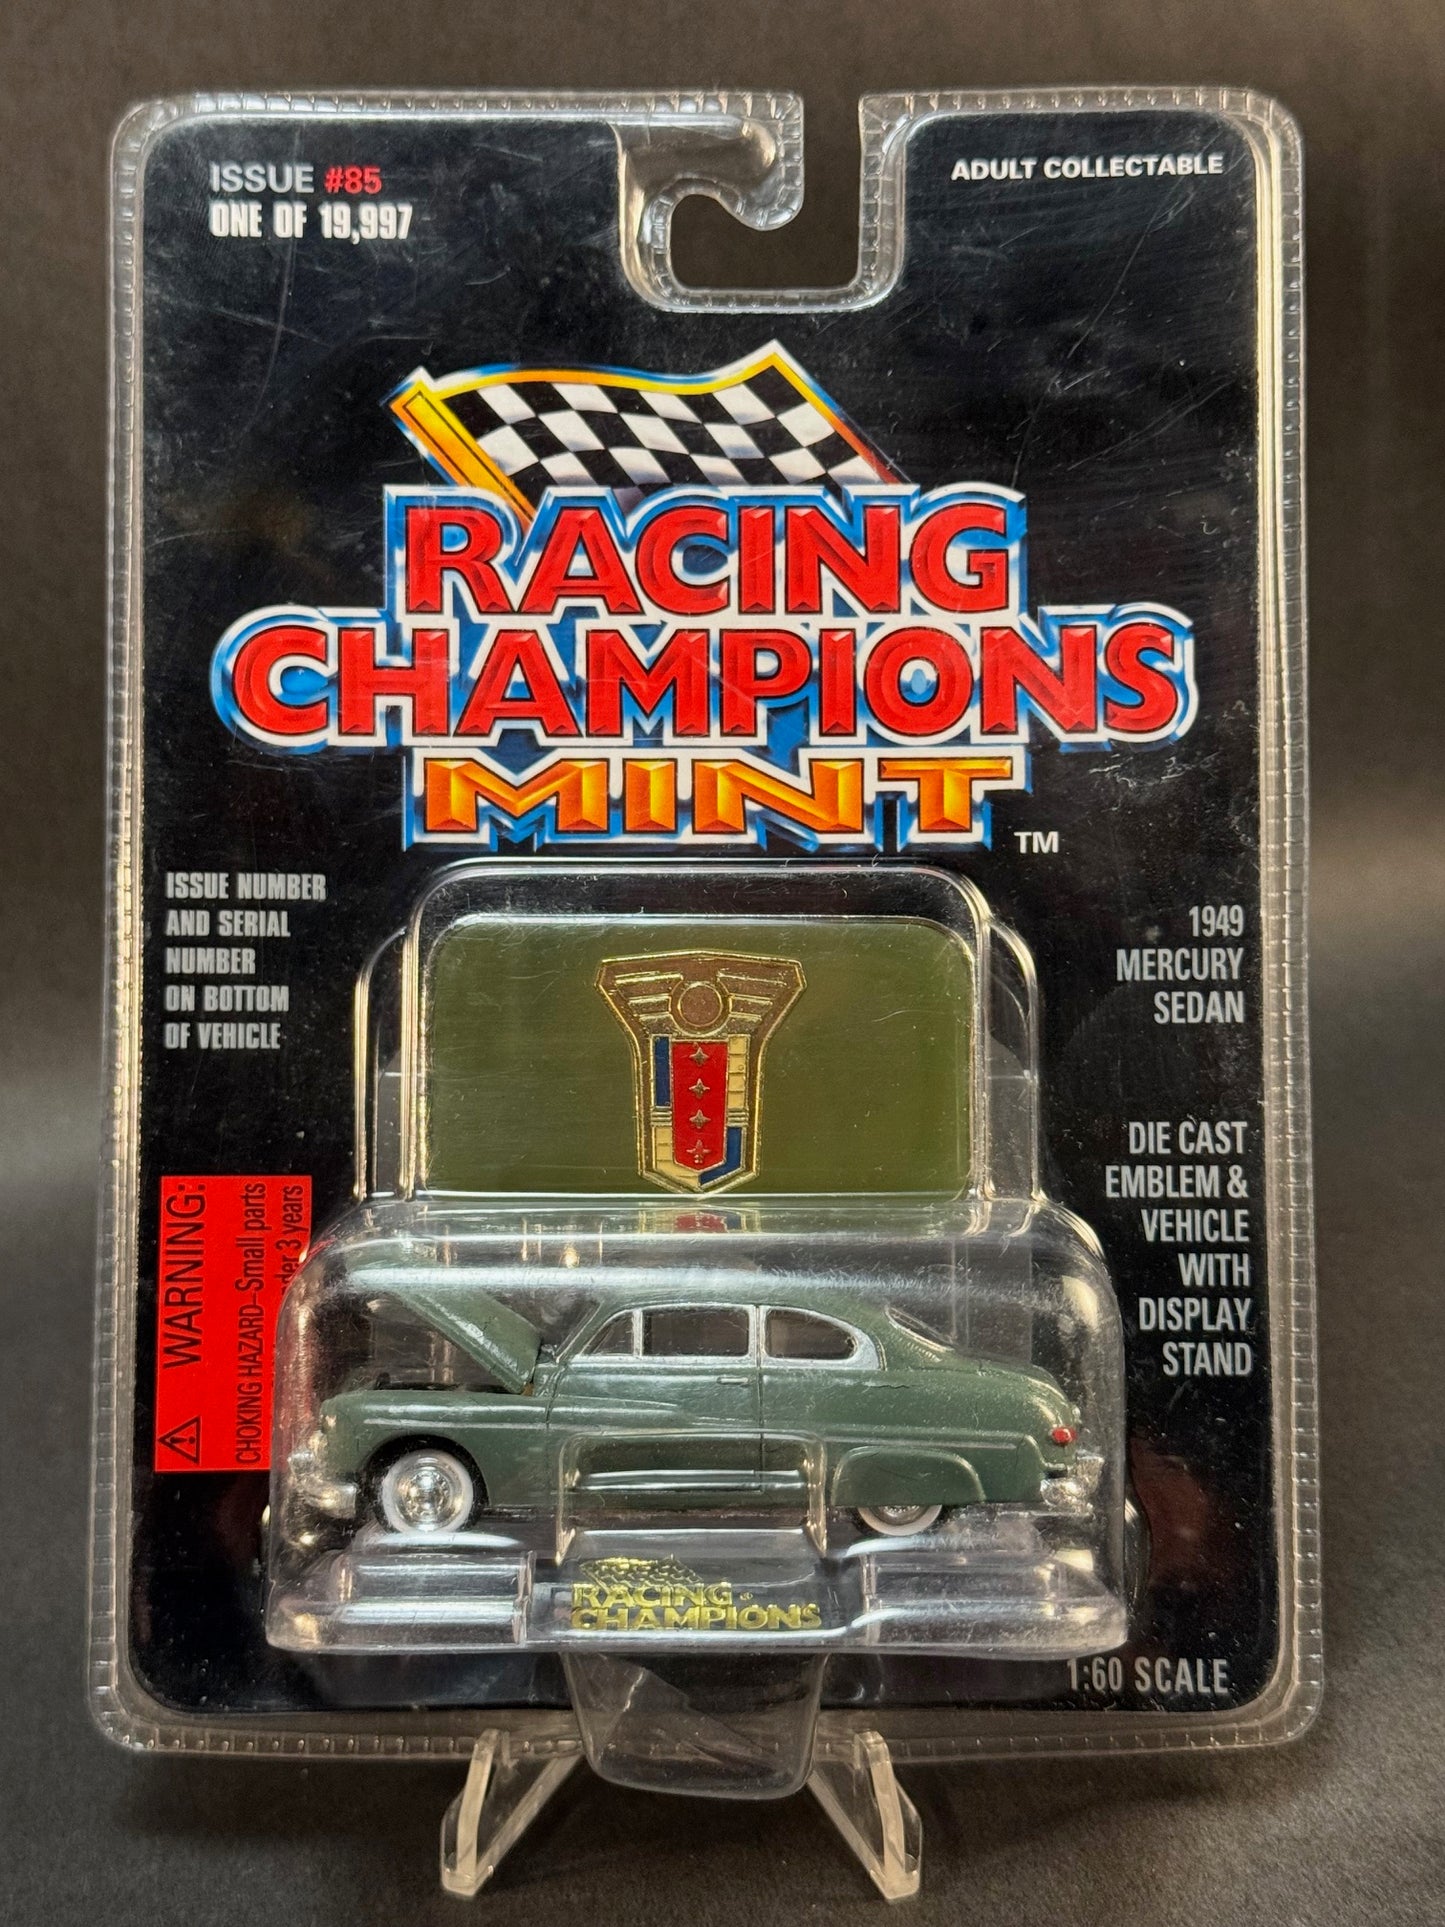 ISSUE #85
ONE OF 19,997
ADULT COLLECTABLE
RACING
CHAMPIONS
MINT
TM
ISSUE NUMBER
AND SERIAL
NUMBER
ON BOTTOM
OF VEHICLE
1949
MERCURY
SEDAN
DIE CAST
EMBLEM &
VEHICLE
WITH
DISPLAY
STAND
WARNING:
CHOKING HAZARD–Small parts
3 years
RACING
CHAMPIONS
1:60 SCALE